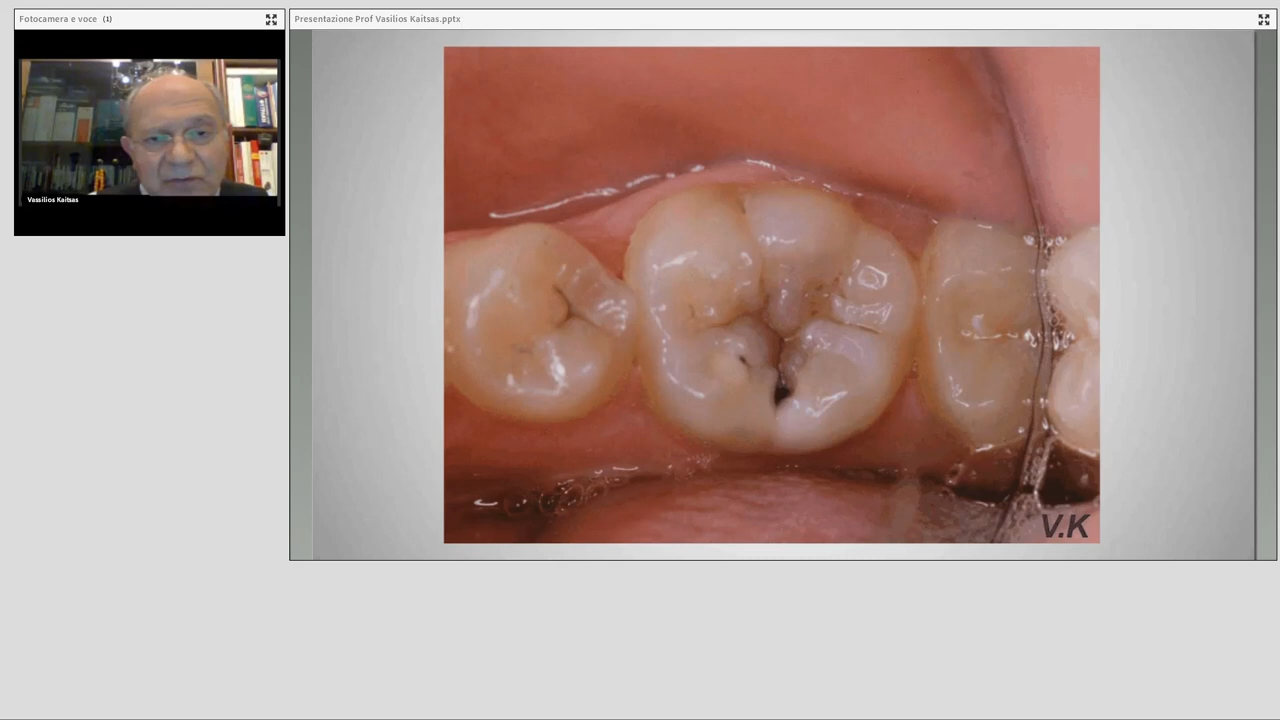 Fotocamera e voce (1)
Presentazione Prof Vasilios Kaitsas.pptx
Vassilios Kaitsas
V.K